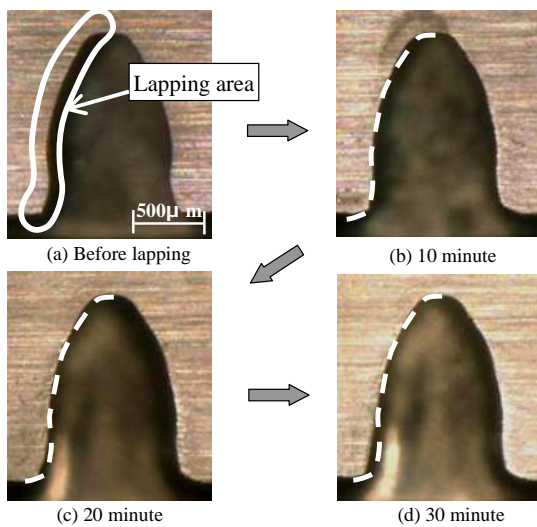 Lapping area
500μ m
(a) Before lapping
(b) 10 minute
(c) 20 minute
(d) 30 minute